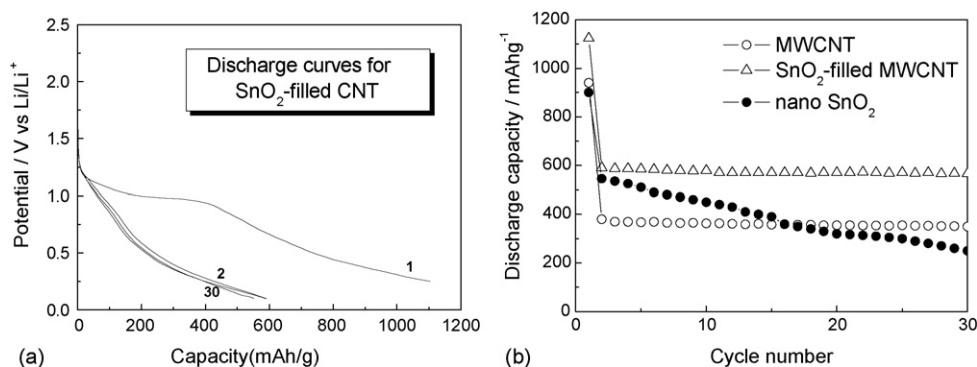 2.5
2.0
1.5
1.0
0.5
0.0
Potential / V vs Li/Li⁺
Discharge curves for
SnO₂-filled CNT
1
2
30
0 200 400 600 800 1000 1200
Capacity(mAh/g)
(a)
1200
1000
800
600
400
200
0
Discharge capacity / mAhg⁻¹
MWCNT
SnO₂-filled MWCNT
nano SnO₂
0 10 20 30
Cycle number
(b)